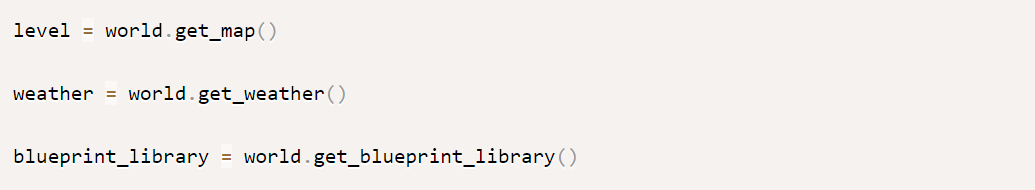 level = world.get_map()
weather = world.get_weather()
blueprint_library = world.get_blueprint_library()